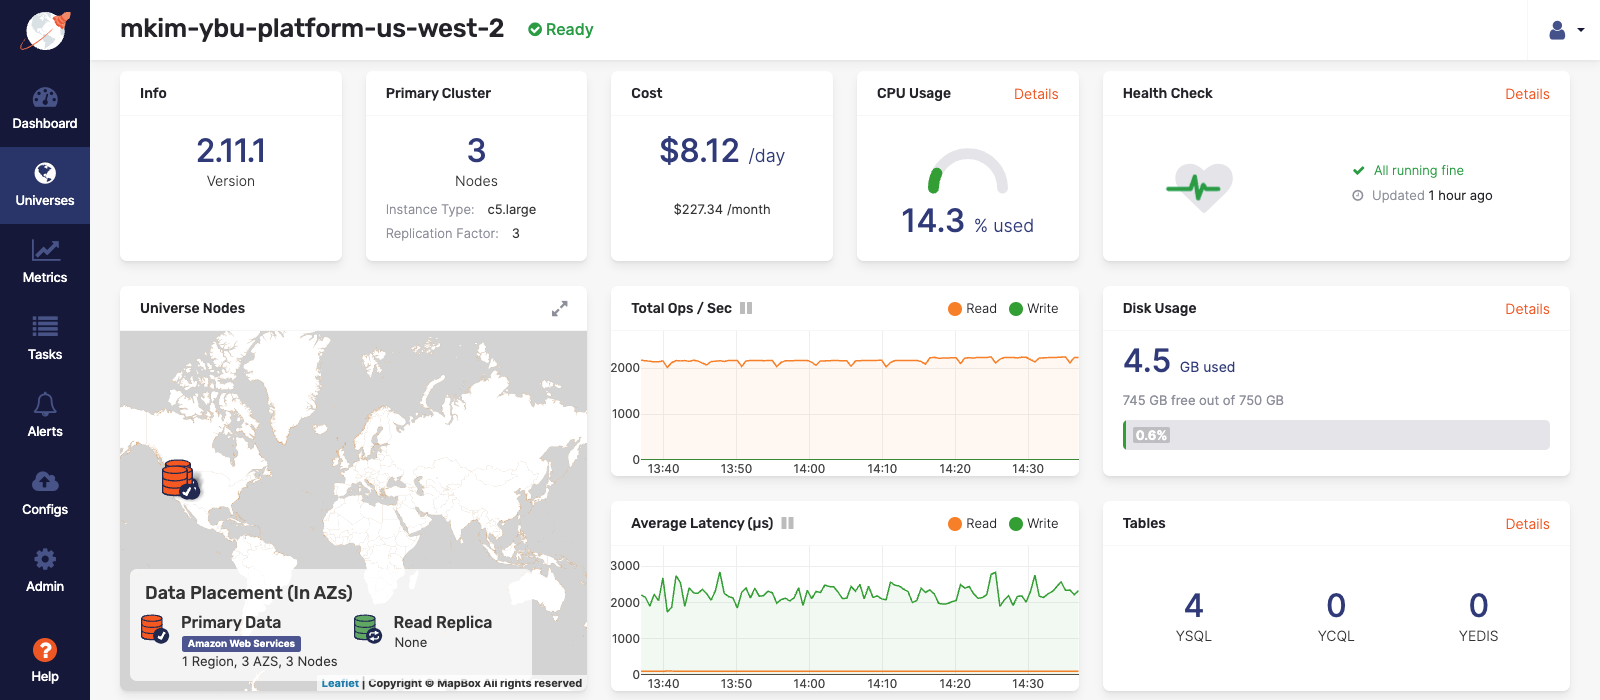 mkim-ybu-platform-us-west-2 Ready
Dashboard
Universes
Metrics
Tasks
Alerts
Configs
Admin
Help
Info
2.11.1
Version
Primary Cluster
3
Nodes
Instance Type: c5.large
Replication Factor: 3
Cost
$8.12 /day
$227.34 /month
CPU Usage Details
14.3 % used
Health Check Details
All running fine
Updated 1 hour ago
Universe Nodes
Data Placement (In AZs)
Primary Data
Amazon Web Services
1 Region, 3 AZS, 3 Nodes
Read Replica
None
Leaflet | Copyright © MapBox All rights reserved
Total Ops / Sec Read Write
2000
1000
0
13:40 13:50 14:00 14:10 14:20 14:30
Disk Usage Details
4.5 GB used
745 GB free out of 750 GB
0.6%
Average Latency (µs) Read Write
3000
2000
1000
0
13:40 13:50 14:00 14:10 14:20 14:30
Tables Details
4 0 0
YSQL YCQL YEDIS